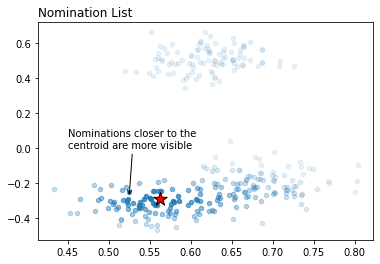 Nomination List
0.6
0.4
0.2
0.0
−0.2
−0.4
Nominations closer to the
centroid are more visible
0.45 0.50 0.55 0.60 0.65 0.70 0.75 0.80